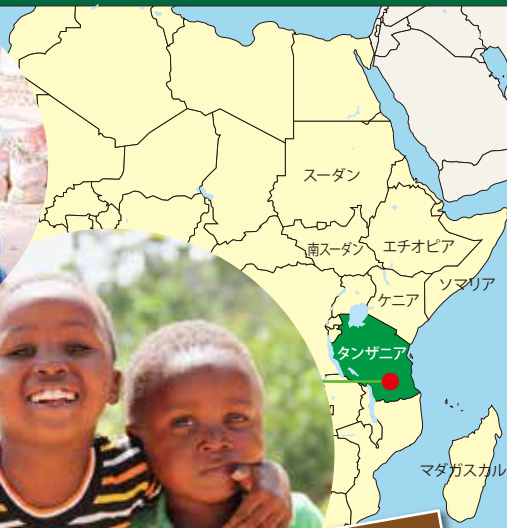 スーダン
南スーダン
エチオピア
ソマリア
ケニア
タンザニア
マダガスカル